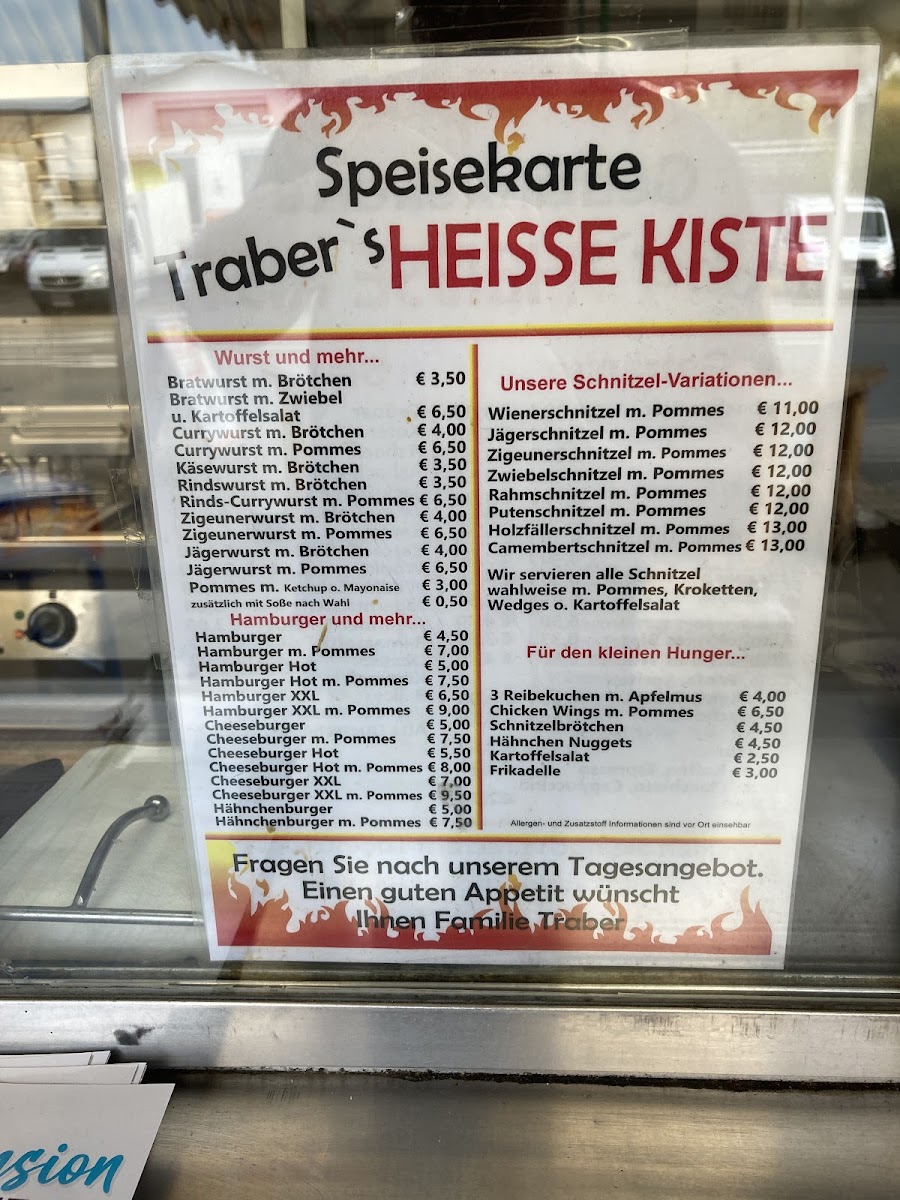 Speisekarte
Traber`s HEISSE KISTE
Wurst und mehr...
Bratwurst m. Brötchen € 3,50
Bratwurst m. Zwiebel
u. Kartoffelsalat € 6,50
Currywurst m. Brötchen € 4,00
Currywurst m. Pommes € 6,50
Käsewurst m. Brötchen € 3,50
Rindswurst m. Brötchen € 3,50
Rinds-Currywurst m. Pommes € 6,50
Zigeunerwurst m. Brötchen € 4,00
Zigeunerwurst m. Pommes € 6,50
Jägerwurst m. Brötchen € 4,00
Jägerwurst m. Pommes € 6,50
Pommes m. Ketchup o. Mayonaise € 3,00
zusätzlich mit Soße nach Wahl € 0,50
Hamburger und mehr...
Hamburger € 4,50
Hamburger m. Pommes € 7,00
Hamburger Hot € 5,00
Hamburger Hot m. Pommes € 7,50
Hamburger XXL € 6,50
Hamburger XXL m. Pommes € 9,00
Cheeseburger € 5,00
Cheeseburger m. Pommes € 7,50
Cheeseburger Hot € 5,50
Cheeseburger Hot m. Pommes € 8,00
Cheeseburger XXL € 7,00
Cheeseburger XXL m. Pommes € 9,50
Hähnchenburger € 5,00
Hähnchenburger m. Pommes € 7,50
Unsere Schnitzel-Variationen...
Wienerschnitzel m. Pommes € 11,00
Jägerschnitzel m. Pommes € 12,00
Zigeunerschnitzel m. Pommes € 12,00
Zwiebelschnitzel m. Pommes € 12,00
Rahmschnitzel m. Pommes € 12,00
Putenschnitzel m. Pommes € 12,00
Holzfällerschnitzel m. Pommes € 13,00
Camembertschnitzel m. Pommes € 13,00
Wir servieren alle Schnitzel
wahlweise m. Pommes, Kroketten,
Wedges o. Kartoffelsalat
Für den kleinen Hunger...
3 Reibekuchen m. Apfelmus € 4,00
Chicken Wings m. Pommes € 6,50
Schnitzelbrötchen € 4,50
Hähnchen Nuggets € 4,50
Kartoffelsalat € 2,50
Frikadelle € 3,00
Allergen- und Zusatzstoff Informationen sind vor Ort einsehbar
Fragen Sie nach unserem Tagesangebot.
Einen guten Appetit wünscht
Ihnen Familie Traber